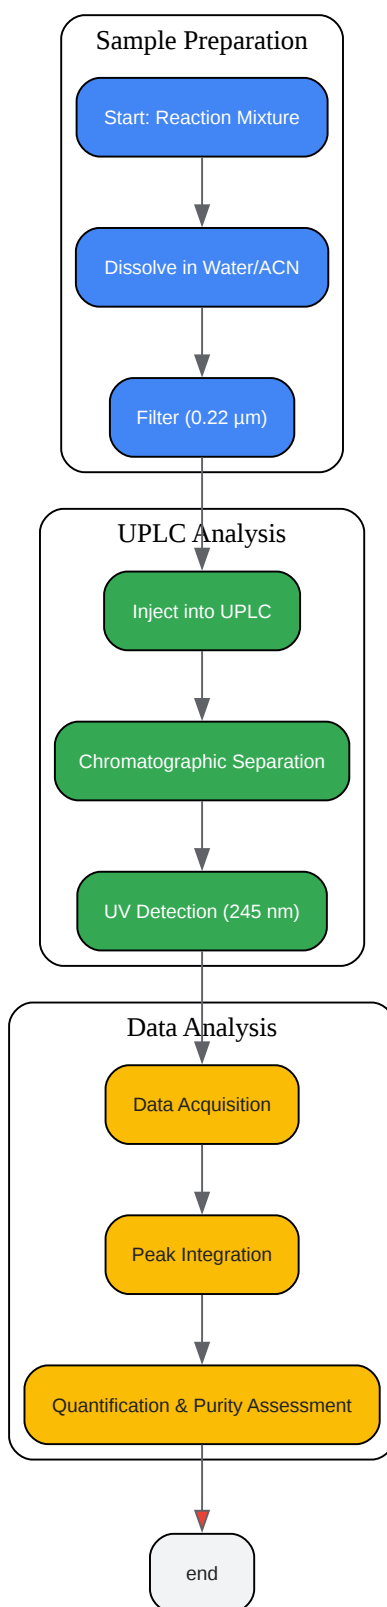 Sample Preparation
Start: Reaction Mixture
Dissolve in Water/ACN
Filter (0.22 µm)
UPLC Analysis
Inject into UPLC
Chromatographic Separation
UV Detection (245 nm)
Data Analysis
Data Acquisition
Peak Integration
Quantification & Purity Assessment
end